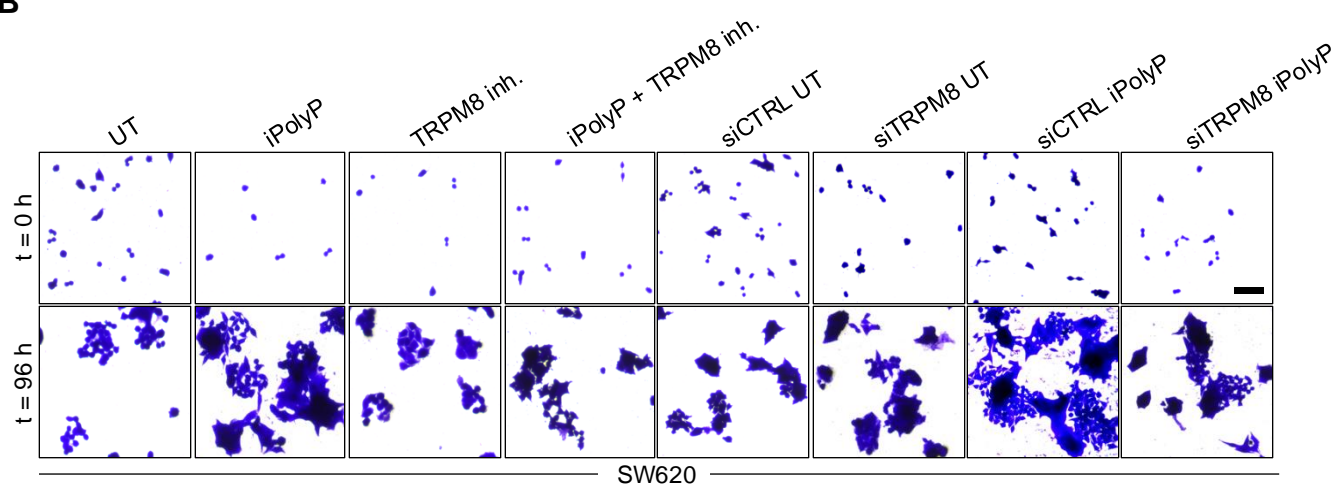 B
UT
iPolyP
TRPM8 inh.
iPolyP + TRPM8 inh.
siCTRL UT
siTRPM8 UT
siCTRL iPolyP
siTRPM8 iPolyP
t = 0 h
t = 96 h
SW620